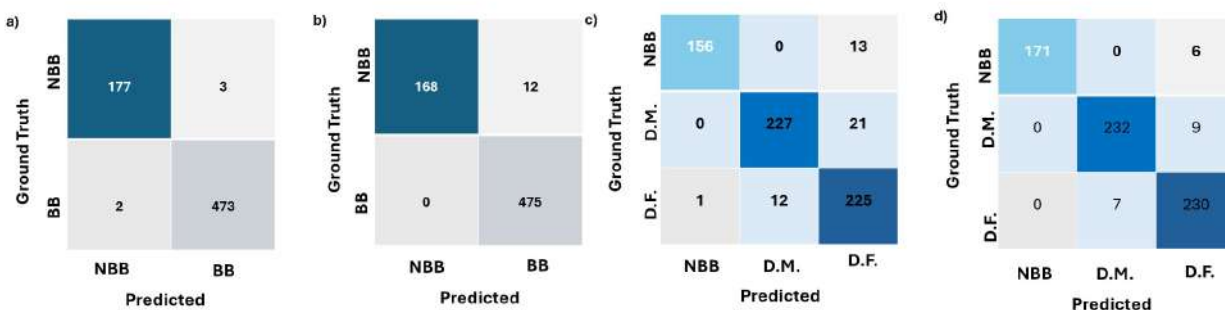 a)
Ground Truth
NBB
BB
177 3
2 473
NBB BB
Predicted
b)
Ground Truth
NBB
BB
168 12
0 475
NBB BB
Predicted
c)
Ground Truth
NBB
D.M.
D.F.
156 0 13
0 227 21
1 12 225
NBB D.M. D.F.
Predicted
d)
Ground Truth
NBB
D.M.
D.F.
171 0 6
0 232 9
0 7 230
NBB D.M. D.F.
Predicted